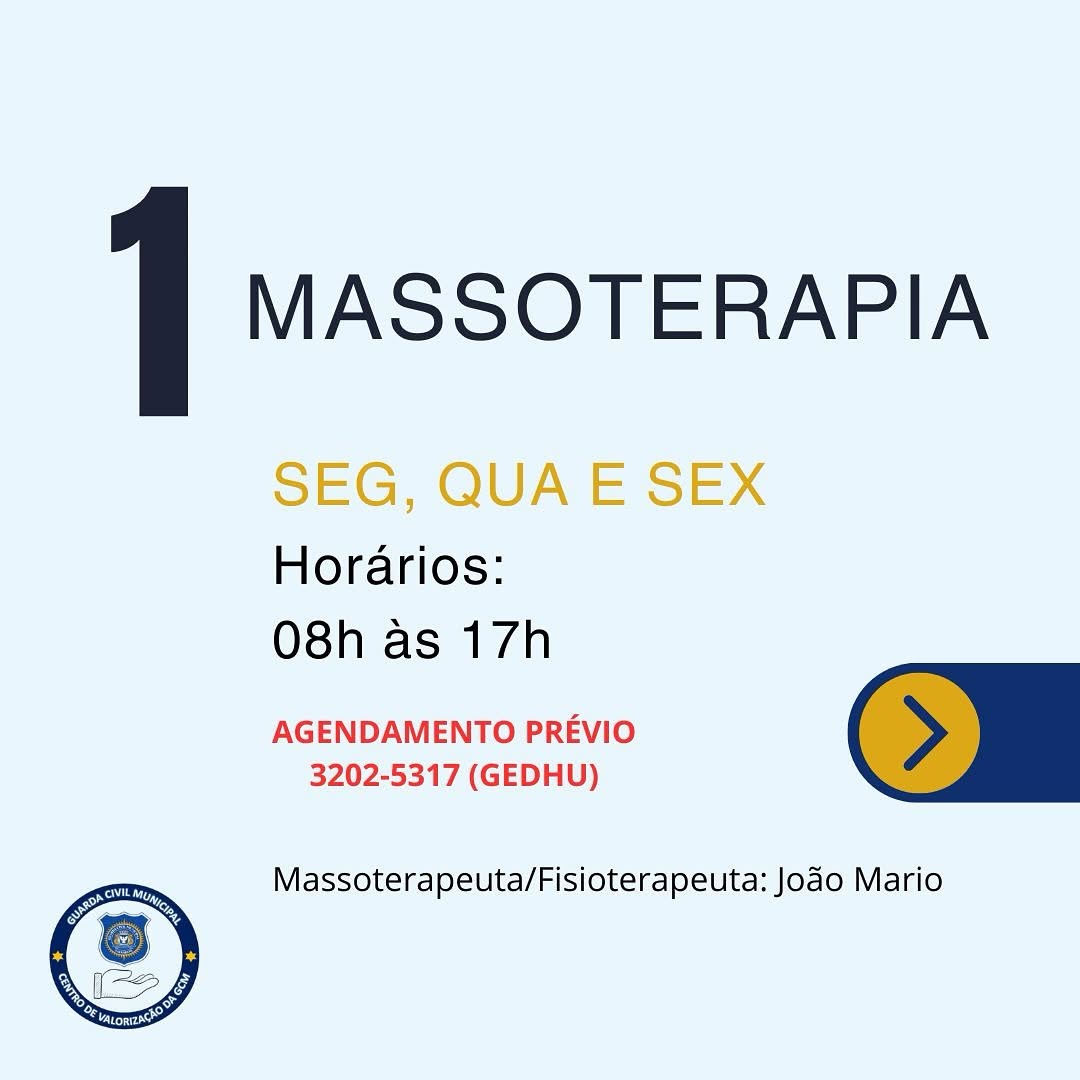 1 MASSOTERAPIA
SEG, QUA E SEX
Horários:
08h às 17h
AGENDAMENTO PRÉVIO
3202-5317 (GEDHU)
Massoterapeuta/Fisioterapeuta: João Mario
GUARDA CIVIL MUNICIPAL
CENTRO DE VALORIZAÇÃO DA GCM